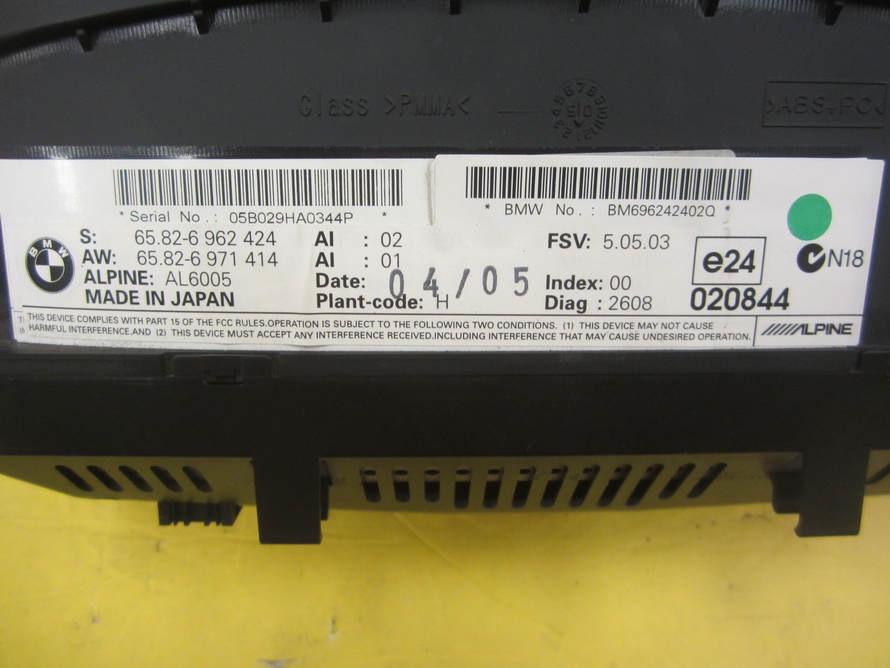 Glass >PMMA<
>ABS+PC<
* Serial No.: 05B029HA0344P *
* BMW No.: BM696242402Q *
BMW
S: 65.82-6 962 424 AI : 02
AW: 65.82-6 971 414 AI : 01
ALPINE: AL6005 Date: 04/05
MADE IN JAPAN Plant-code: H
FSV: 5.05.03
Index: 00
Diag : 2608
e24
020844
N18
THIS DEVICE COMPLIES WITH PART 15 OF THE FCC RULES.OPERATION IS SUBJECT TO THE FOLLOWING TWO CONDITIONS. (1) THIS DEVICE MAY NOT CAUSE
HARMFUL INTERFERENCE.AND (2) THIS DEVICE MUST ACCEPT ANY INTERFERENCE RECEIVED.INCLUDING INTERFERENCE THAT MAY CAUSE UNDESIRED OPERATION.
ALPINE